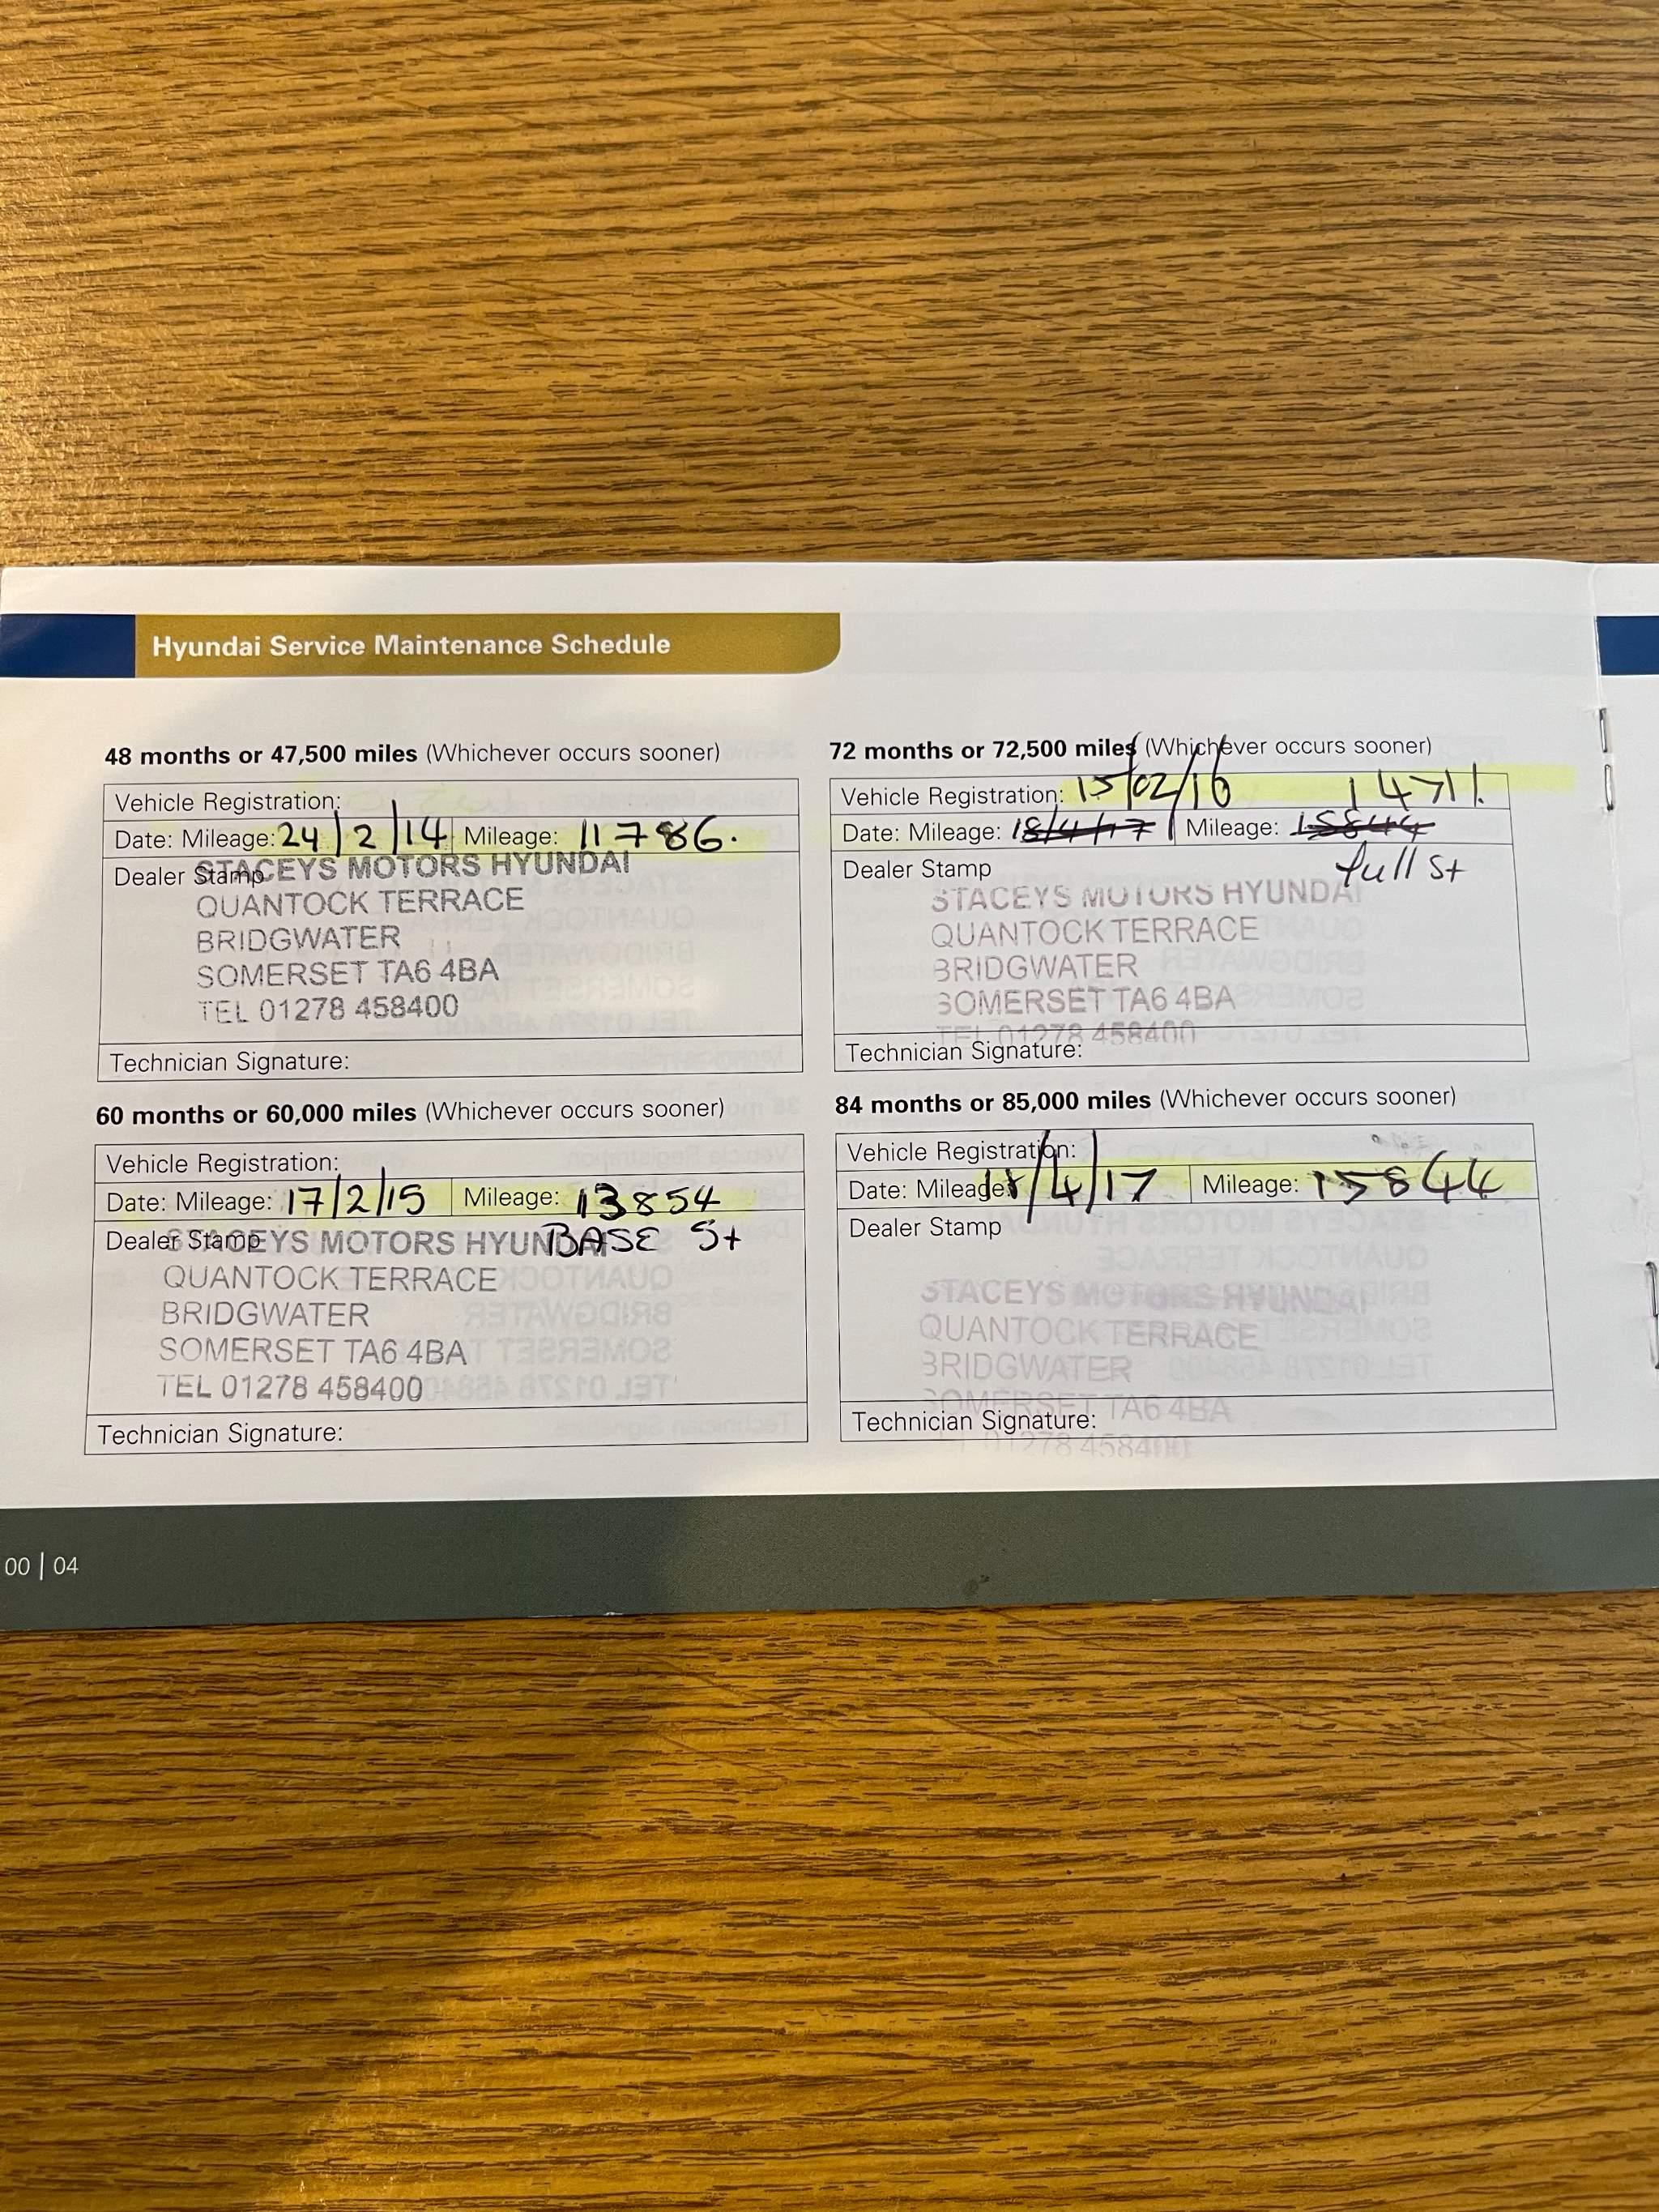 Hyundai Service Maintenance Schedule
48 months or 47,500 miles (Whichever occurs sooner)
Vehicle Registration:
Date: Mileage: 24/2/14 Mileage: 11786.
Dealer Stamp
STACEYS MOTORS HYUNDAI
QUANTOCK TERRACE
BRIDGWATER
SOMERSET TA6 4BA
TEL 01278 458400
Technician Signature:
60 months or 60,000 miles (Whichever occurs sooner)
Vehicle Registration:
Date: Mileage: 17/2/15 Mileage: 13854
Dealer Stamp BASE St
STACEYS MOTORS HYUNDAI
QUANTOCK TERRACE
BRIDGWATER
SOMERSET TA6 4BA
TEL 01278 458400
Technician Signature:
72 months or 72,500 miles (Whichever occurs sooner)
Vehicle Registration: 15/02/16 14711.
Date: Mileage: 18/4/17 Mileage: 15844
Dealer Stamp full St
STACEYS MOTORS HYUNDAI
QUANTOCK TERRACE
BRIDGWATER
SOMERSET TA6 4BA
TEL 01278 458400
Technician Signature:
84 months or 85,000 miles (Whichever occurs sooner)
Vehicle Registration:
Date: Mileage: 18/4/17 Mileage: 15844
Dealer Stamp
STACEYS MOTORS HYUNDAI
QUANTOCK TERRACE
BRIDGWATER
SOMERSET TA6 4BA
01278 458400
Technician Signature:
00 | 04